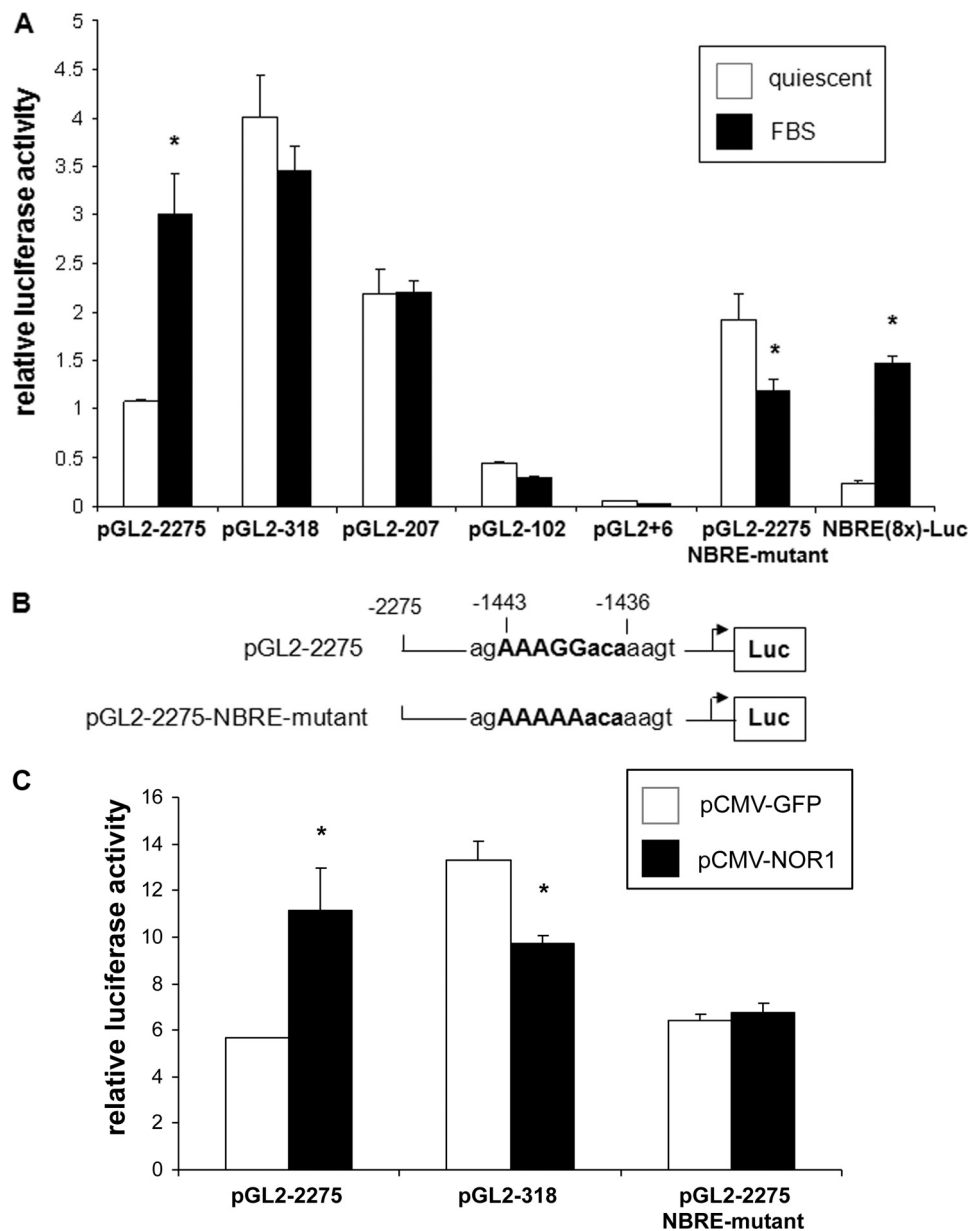 A
relative luciferase activity
5
4.5
4
3.5
3
2.5
2
1.5
1
0.5
0
quiescent
FBS
*
*
*
pGL2-2275
pGL2-318
pGL2-207
pGL2-102
pGL2+6
pGL2-2275
NBRE-mutant
NBRE(8x)-Luc
B
-2275
-1443
-1436
pGL2-2275
agAAAGGacaaagt
Luc
pGL2-2275-NBRE-mutant
agAAAAAacaaagt
Luc
C
relative luciferase activity
16
14
12
10
8
6
4
2
0
pCMV-GFP
pCMV-NOR1
*
*
pGL2-2275
pGL2-318
pGL2-2275
NBRE-mutant